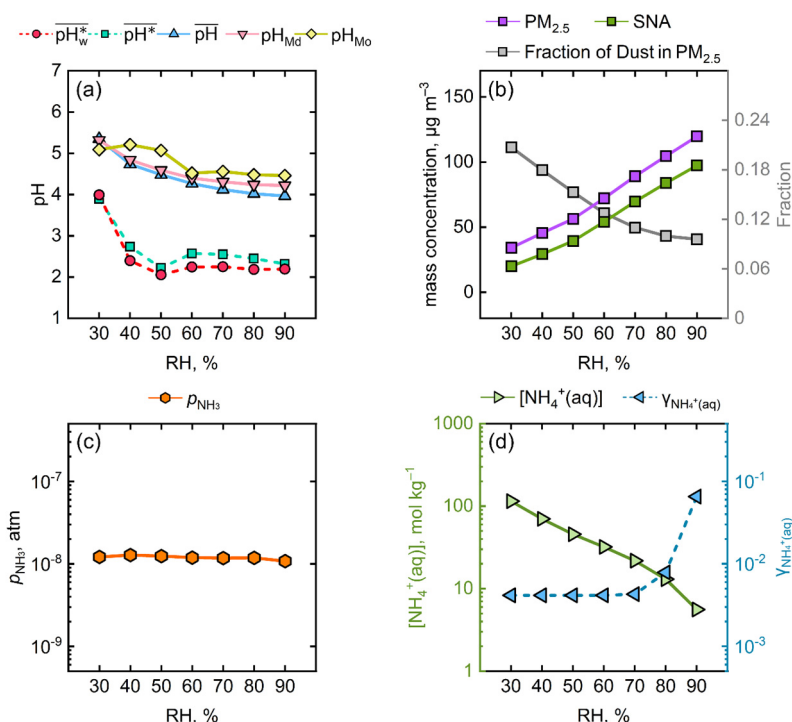 pH*w pH* pH pHMd pHMo
(a)
pH
7
6
5
4
3
2
1
30 40 50 60 70 80 90
RH, %
PM2.5 SNA
Fraction of Dust in PM2.5
(b)
mass concentration, µg m−3
150
100
50
0
Fraction
0.24
0.18
0.12
0.06
0
30 40 50 60 70 80 90
RH, %
pNH3
(c)
pNH3, atm
10−7
10−8
10−9
30 40 50 60 70 80 90
RH, %
[NH4+(aq)] γNH4+(aq)
(d)
[NH4+(aq)], mol kg−1
1000
100
10
1
γNH4+(aq)
10−1
10−2
10−3
30 40 50 60 70 80 90
RH, %